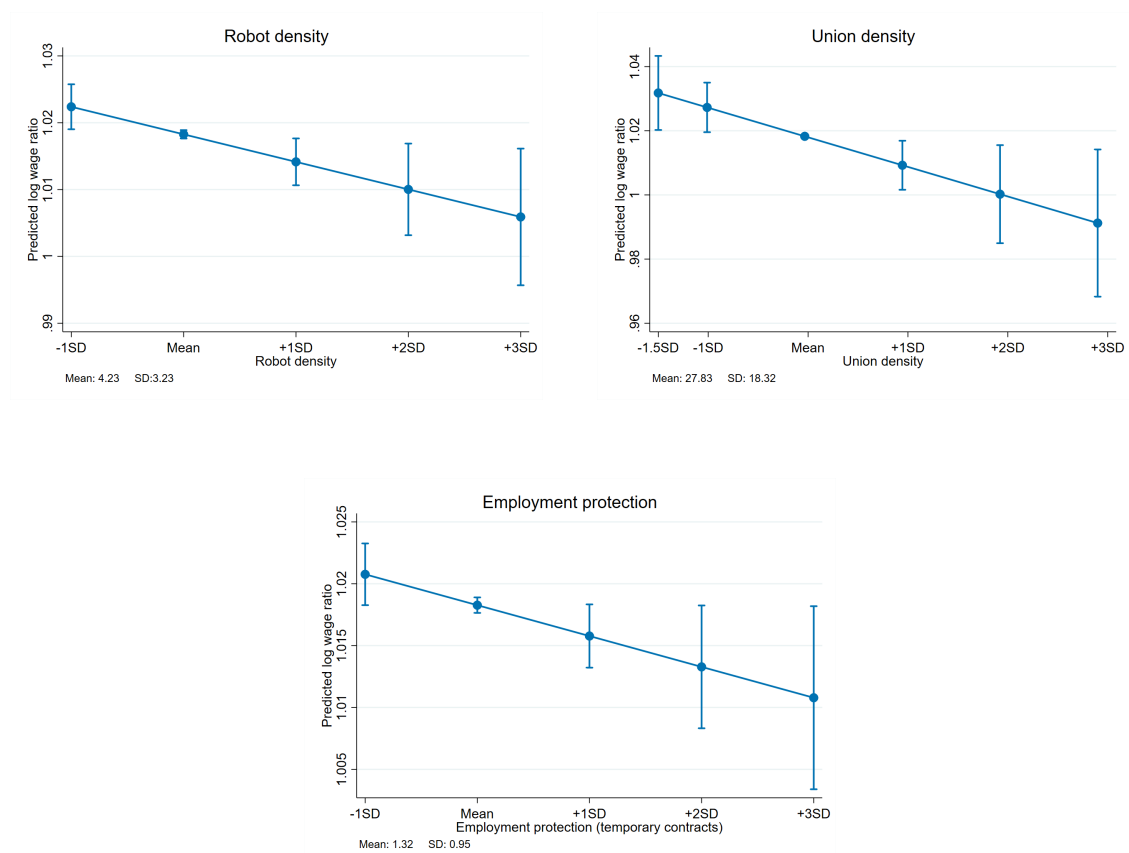 Robot density
Predicted log wage ratio
1.03
1.02
1.01
1
.99
-1SD Mean +1SD +2SD +3SD
Robot density
Mean: 4.23 SD:3.23
Union density
Predicted log wage ratio
1.04
1.02
1
.98
.96
-1.5SD -1SD Mean +1SD +2SD +3SD
Union density
Mean: 27.83 SD: 18.32
Employment protection
Predicted log wage ratio
1.025
1.02
1.015
1.01
1.005
-1SD Mean +1SD +2SD +3SD
Employment protection (temporary contracts)
Mean: 1.32 SD: 0.95